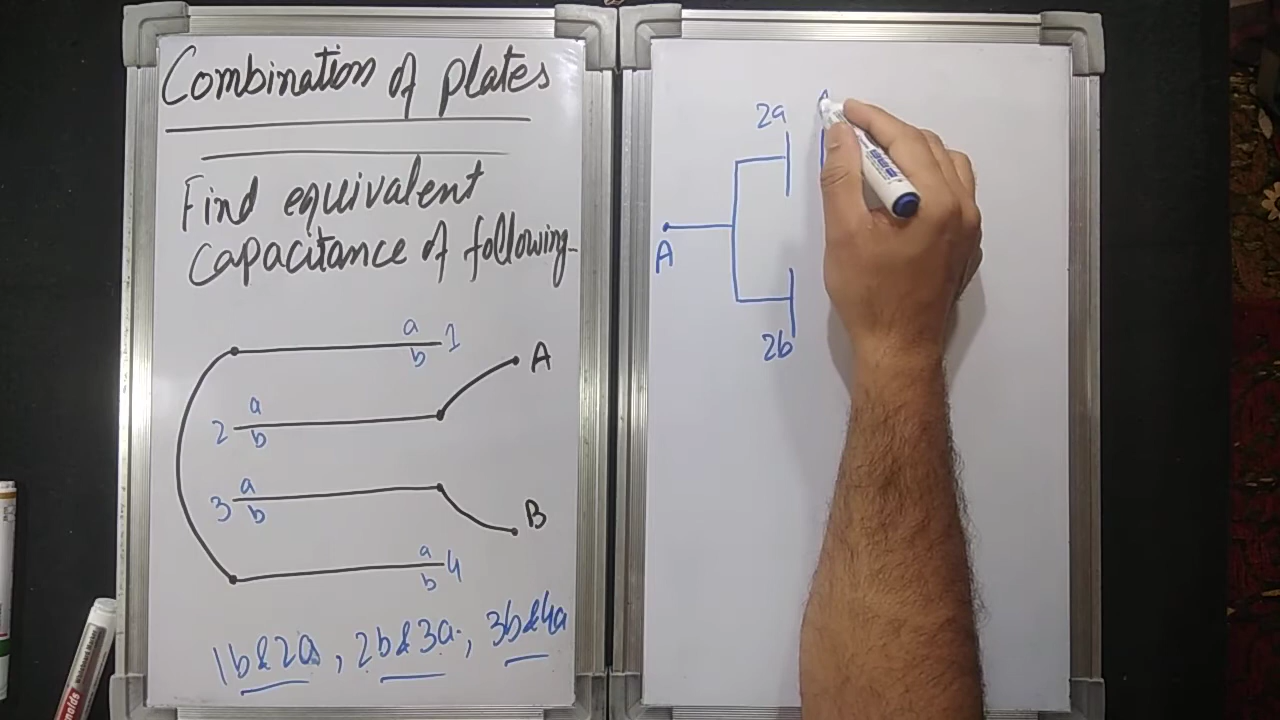 Combination of plates
Find equivalent
Capacitance of following-
a
b
1
A
a
b
2
a
b
3
B
a
b
4
1b&2a, 2b&3a, 3b&4a
2a
A
2b